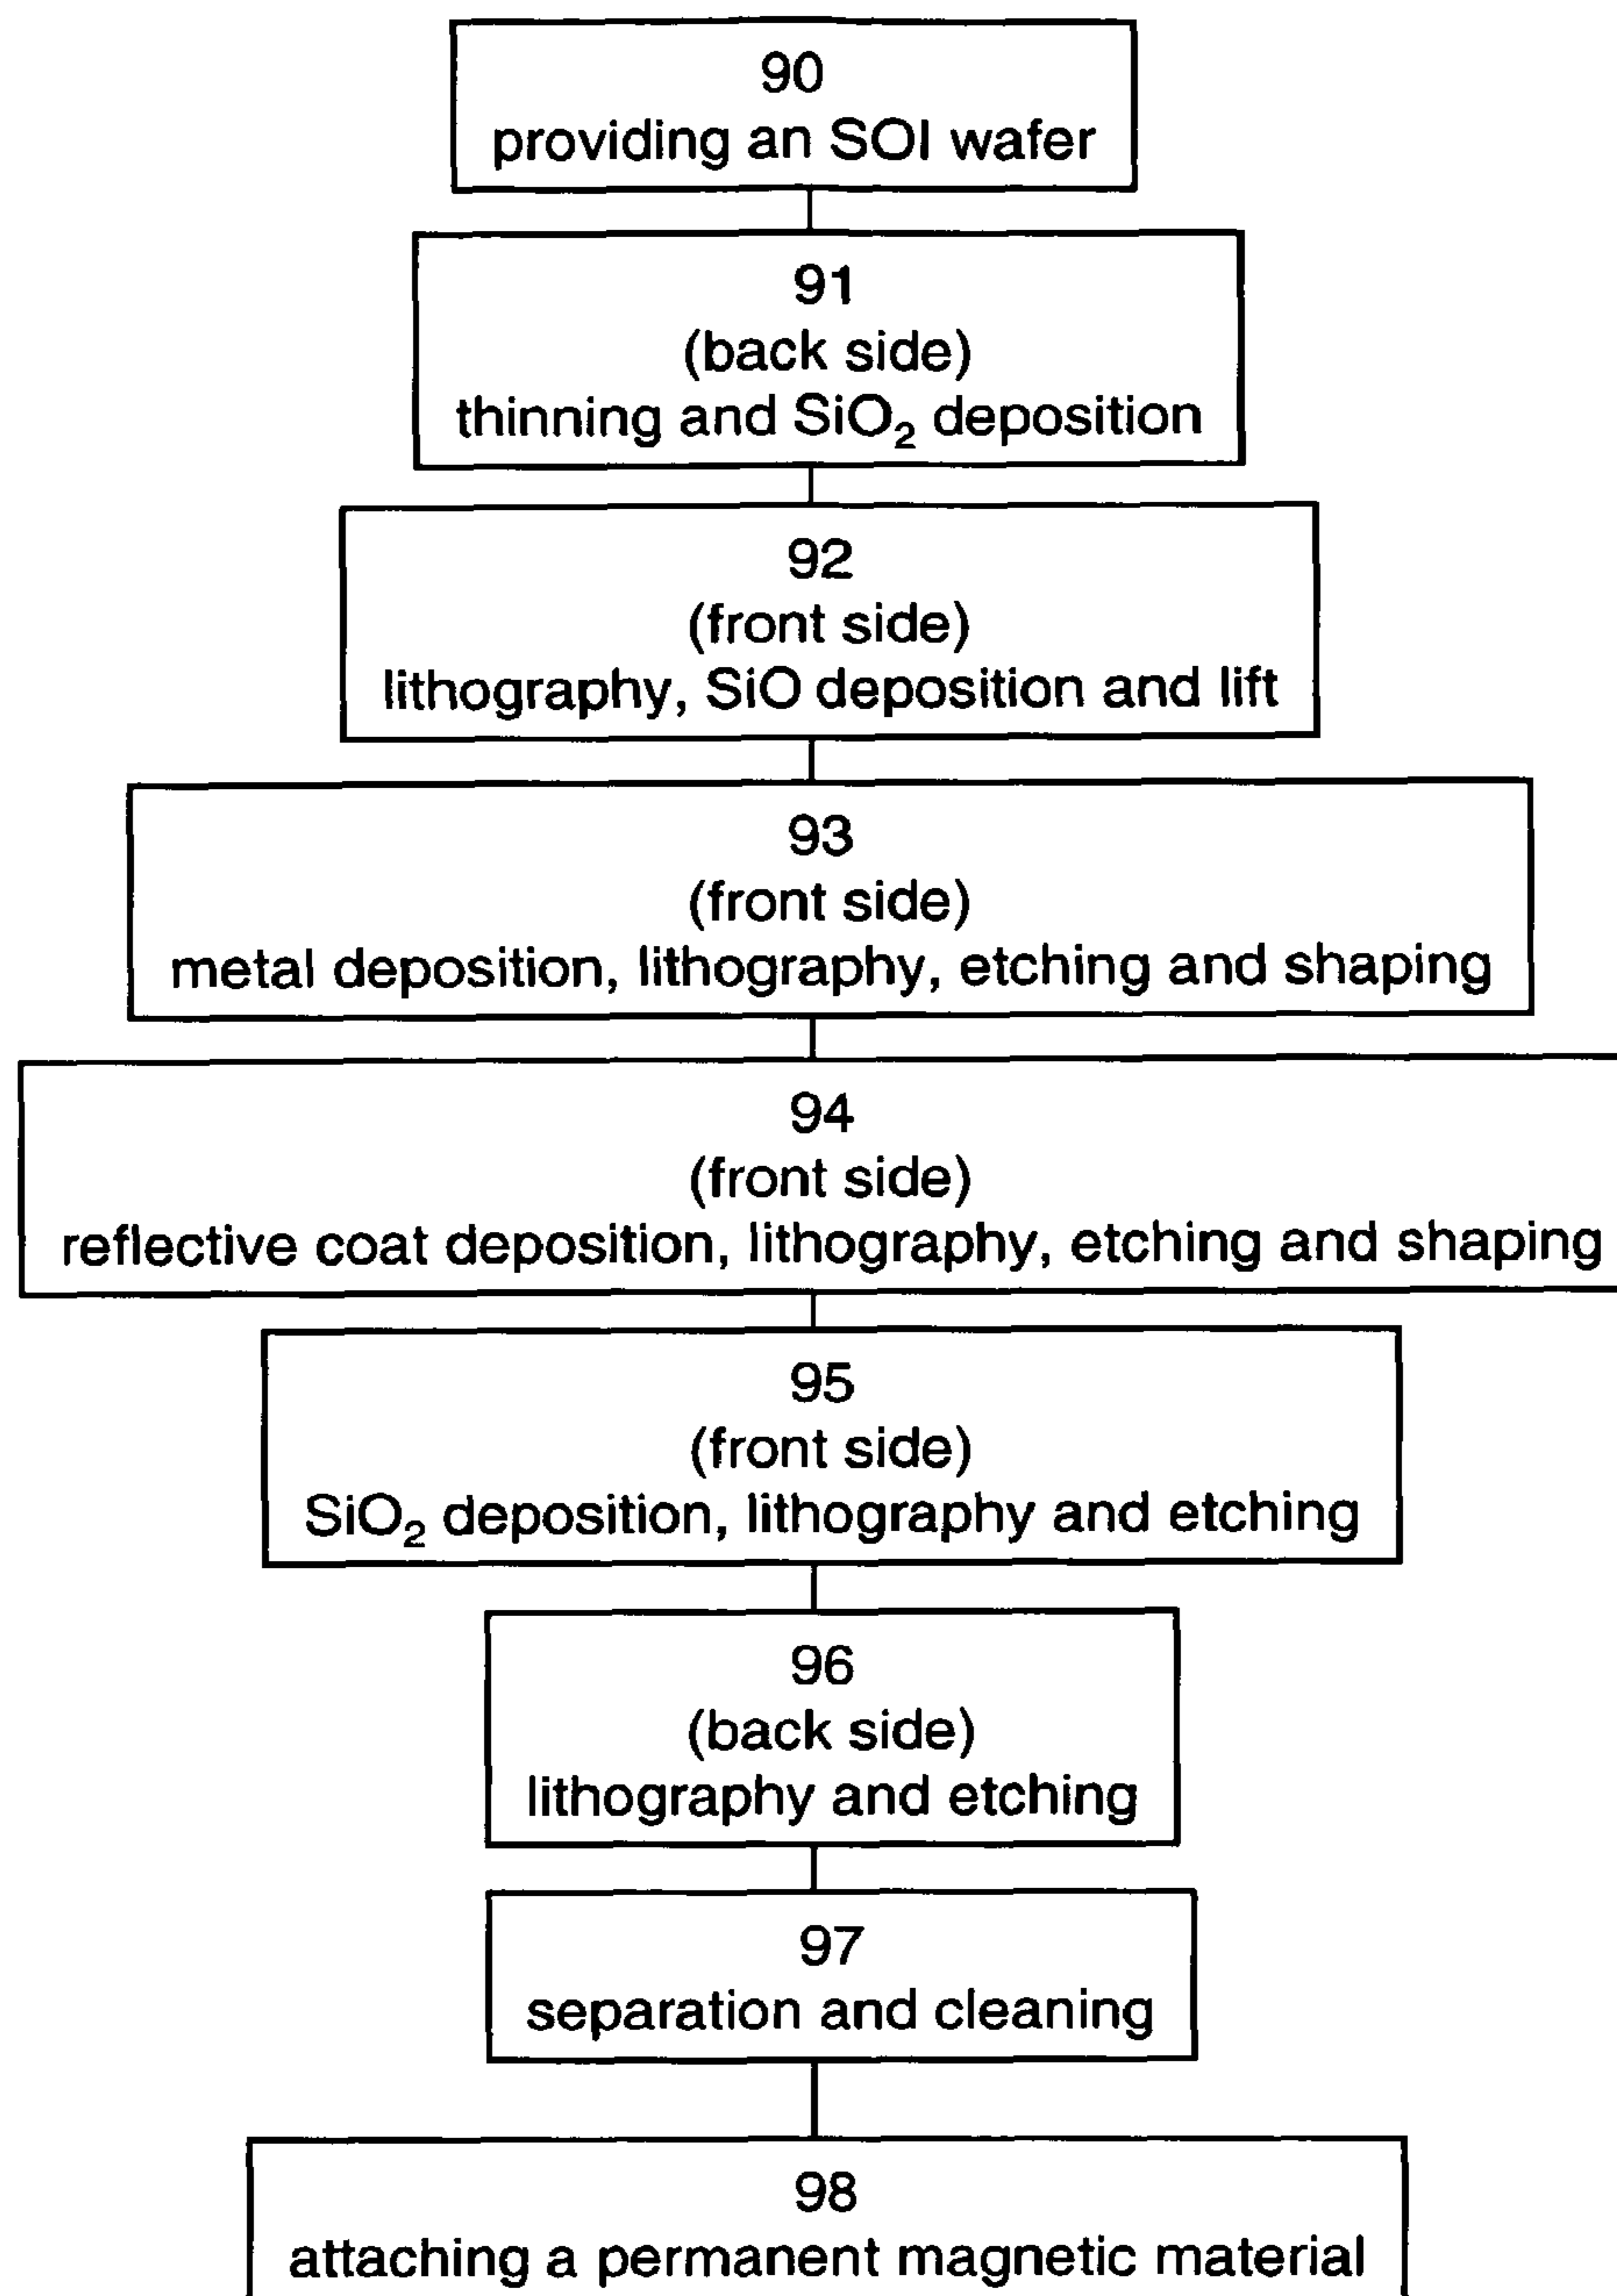 90
providing an SOI wafer
91
(back side)
thinning and SiO₂ deposition
92
(front side)
lithography, SiO deposition and lift
93
(front side)
metal deposition, lithography, etching and shaping
94
(front side)
reflective coat deposition, lithography, etching and shaping
95
(front side)
SiO₂ deposition, lithography and etching
96
(back side)
lithography and etching
97
separation and cleaning
98
attaching a permanent magnetic material